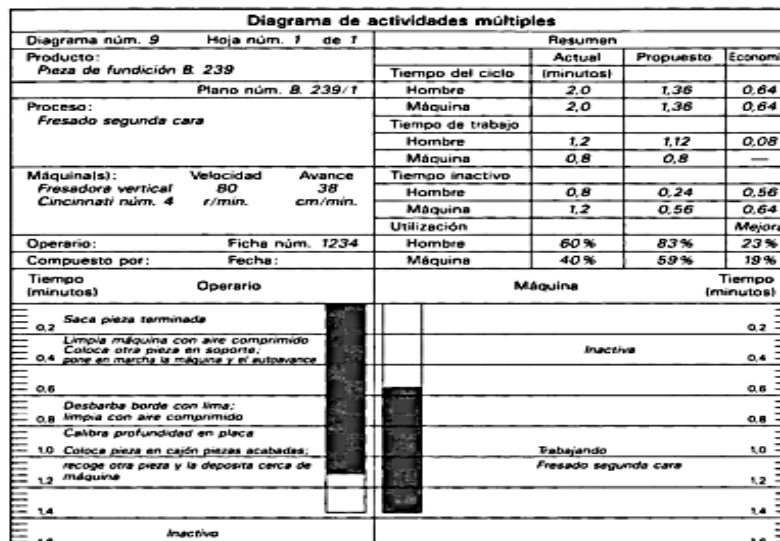 Diagrama de actividades múltiples
Diagrama núm. 9 Hoja núm. 1 de 1
Resumen
Producto:
Pieza de fundición B. 239
Plano núm. B. 239/1
Actual Propuesto Economí
Tiempo del ciclo (minutos)
Hombre 2,0 1,36 0,64
Máquina 2,0 1,36 0,64
Proceso:
Fresado segunda cara
Tiempo de trabajo
Hombre 1,2 1,12 0,08
Máquina 0,8 0,8 —
Máquina(s): Velocidad Avance
Fresadora vertical 80 38
Cincinnati núm. 4 r/min. cm/min.
Tiempo inactivo
Hombre 0,8 0,24 0,56
Máquina 1,2 0,56 0,64
Utilización Mejora
Operario: Ficha núm. 1234
Hombre 60% 83% 23%
Compuesto por: Fecha:
Máquina 40% 59% 19%
Tiempo (minutos) Operario Máquina Tiempo (minutos)
Saca pieza terminada
0,2 0,2
Limpia máquina con aire comprimido
Coloca otra pieza en soporte; Inactiva
0,4 pone en marcha la máquina y el autoavance 0,4
0,6 0,6
Desbarba borde con lima;
0,8 limpia con aire comprimido 0,8
Calibra profundidad en placa
1,0 Coloca pieza en cajón piezas acabadas; Trabajando 1,0
recoge otra pieza y la deposita cerca de Fresado segunda cara
máquina
1,2 1,2
1,4 1,4
Inactivo